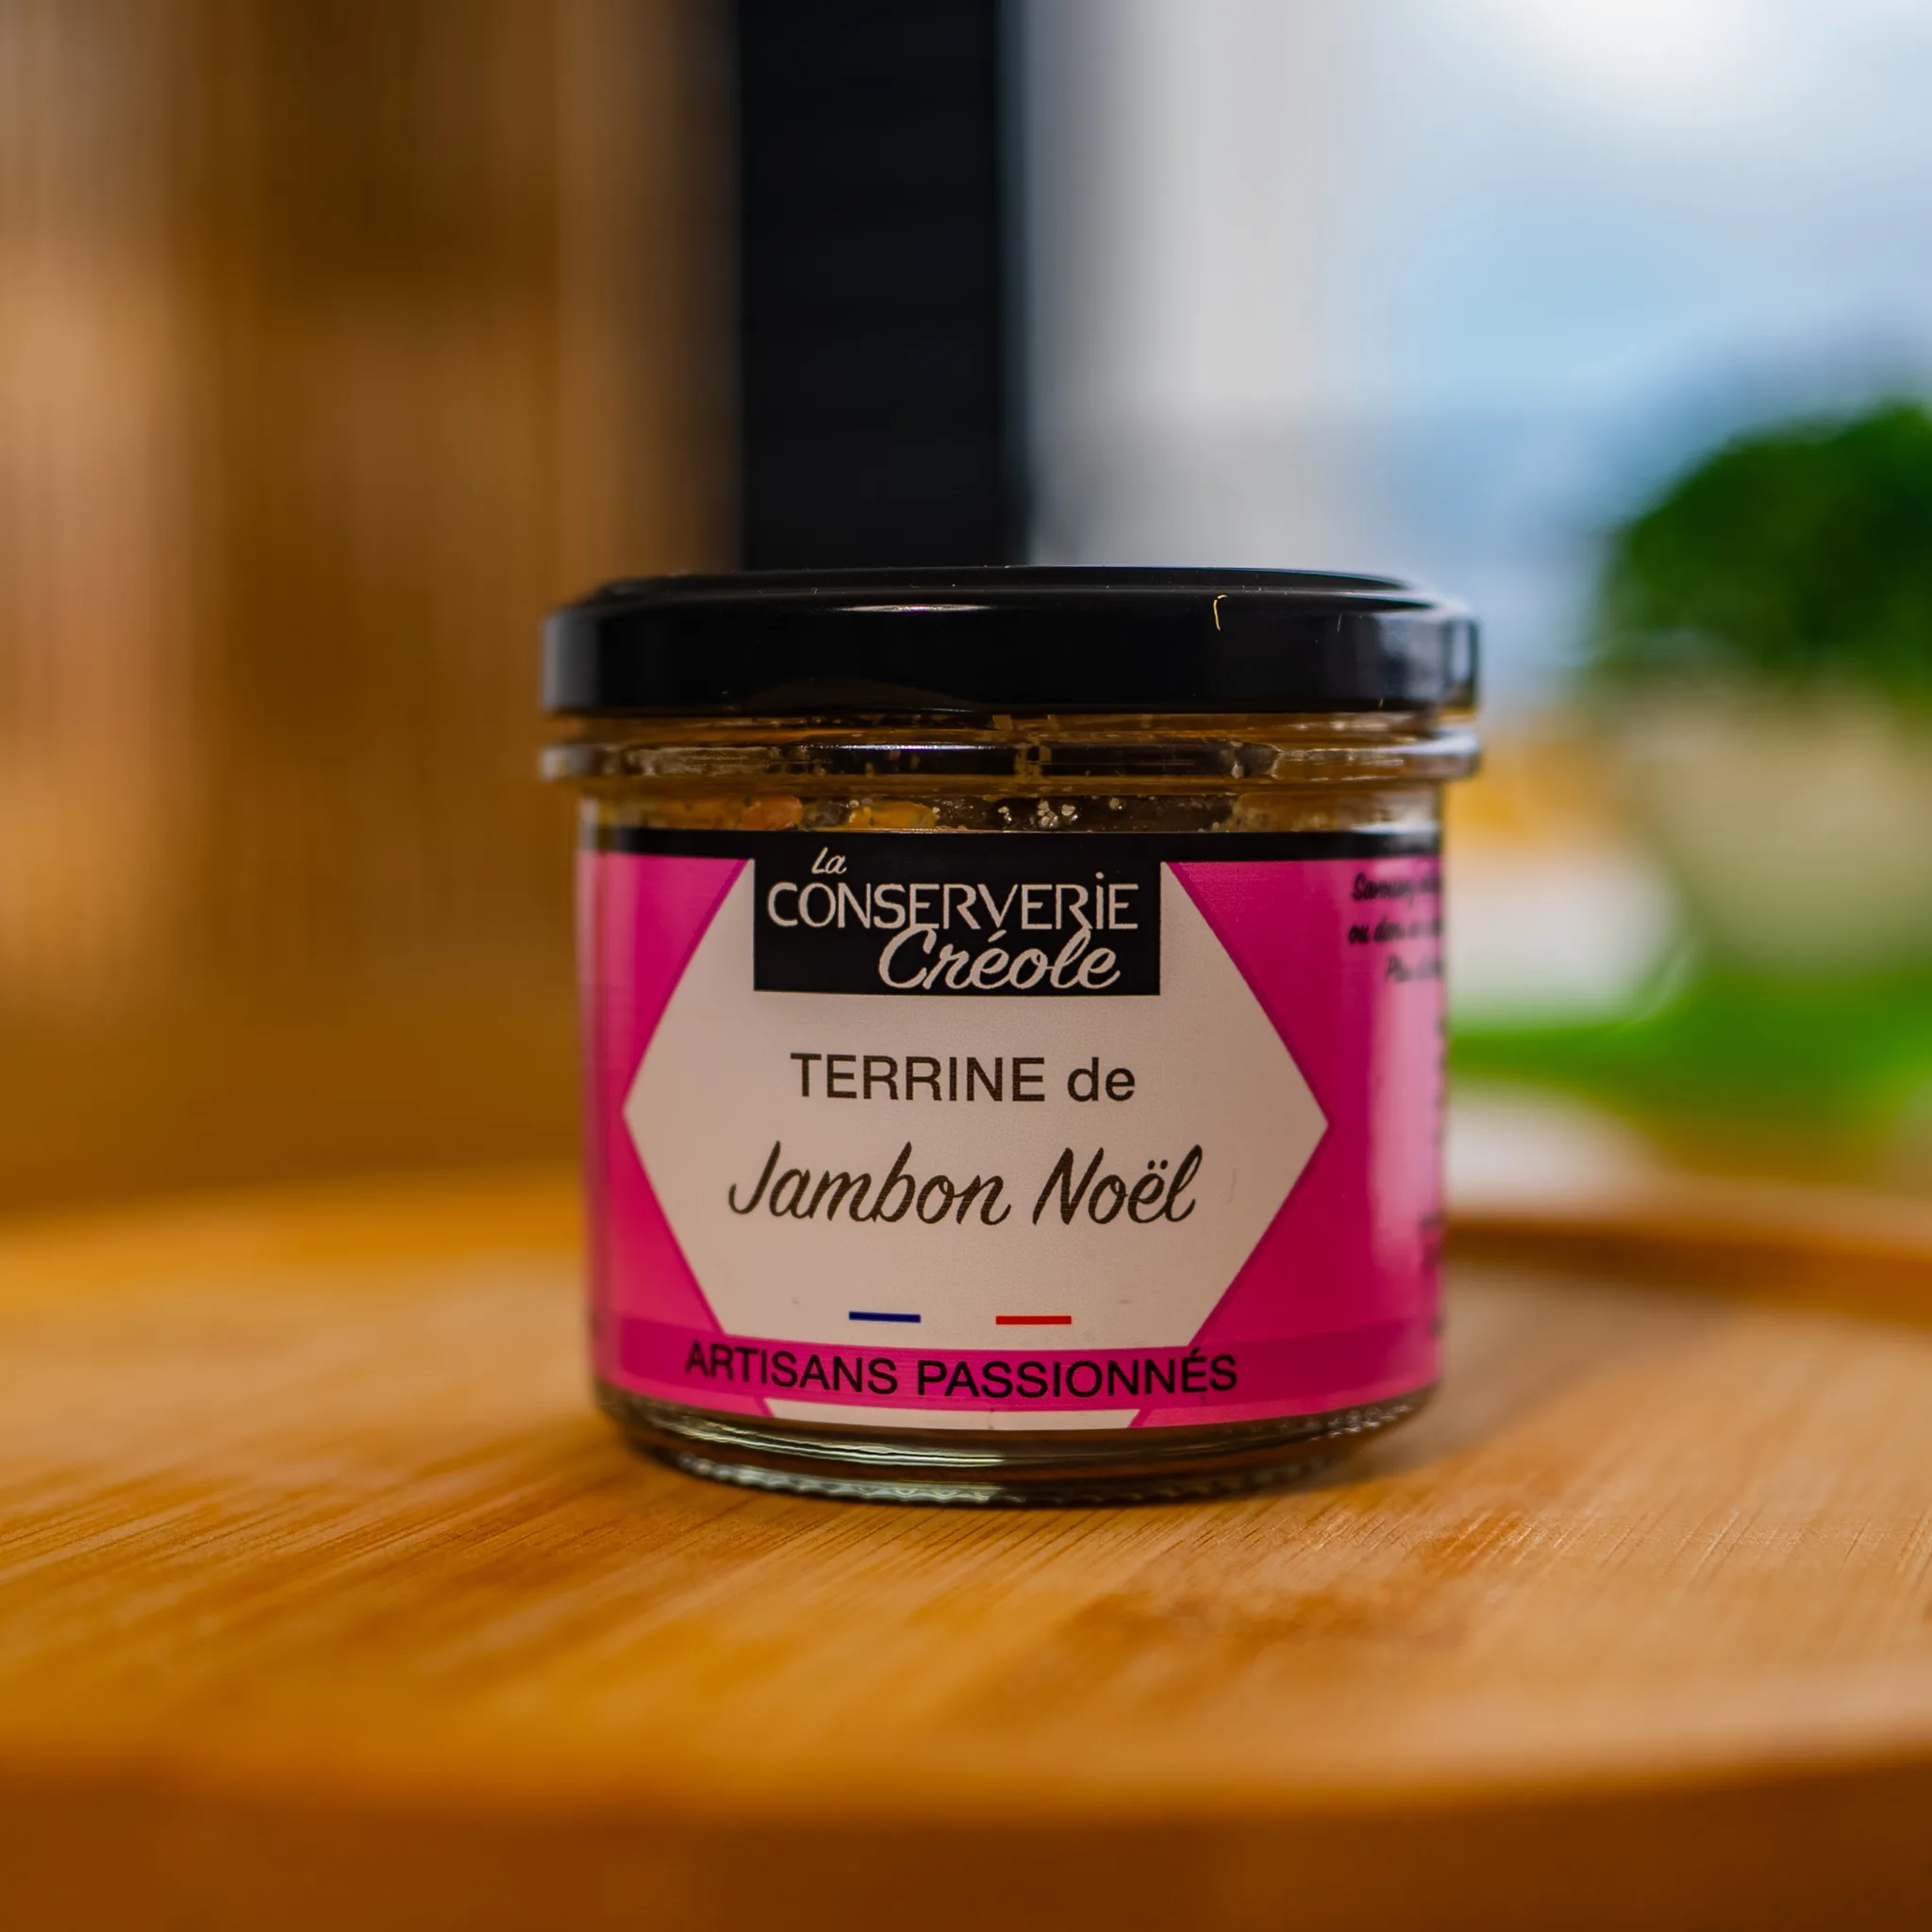 La
CONSERVERiE
Créole
TERRINE de
Jambon Noël
ARTISANS PASSIONNÉS